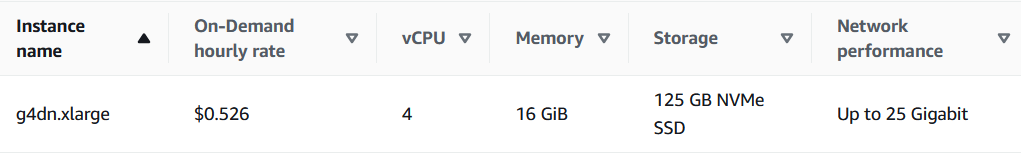 Instance name
On-Demand hourly rate
vCPU
Memory
Storage
Network performance
g4dn.xlarge
$0.526
4
16 GiB
125 GB NVMe SSD
Up to 25 Gigabit